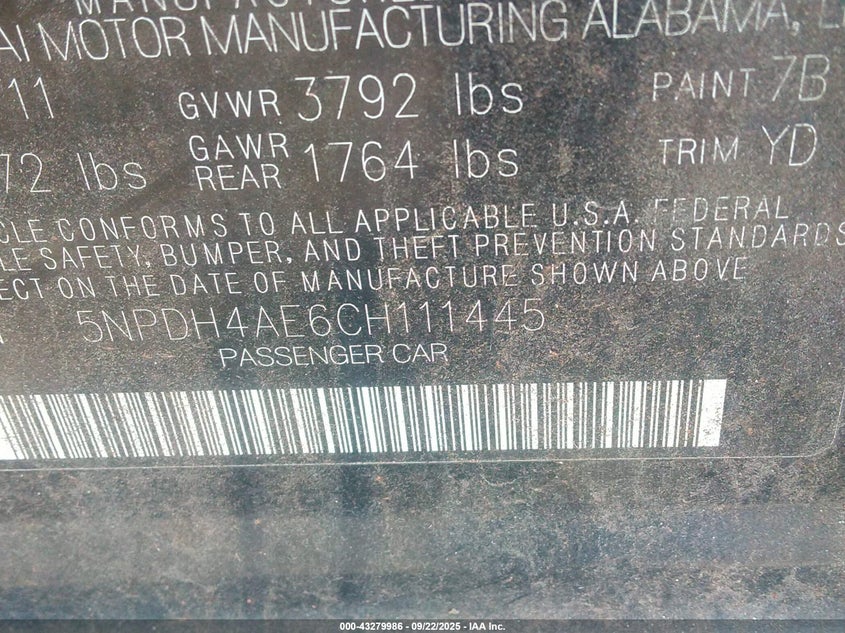 MANUFACTURED
AI MOTOR MANUFACTURING ALABAMA, L
11 GVWR 3792 lbs PAINT 7B
72 lbs GAWR REAR 1764 lbs TRIM YD
CLE CONFORMS TO ALL APPLICABLE U.S.A. FEDERAL
LE SAFETY, BUMPER, AND THEFT PREVENTION STANDARDS
ECT ON THE DATE OF MANUFACTURE SHOWN ABOVE
5NPDH4AE6CH111445
PASSENGER CAR
000-43279986 - 09/22/2025 - IAA Inc.